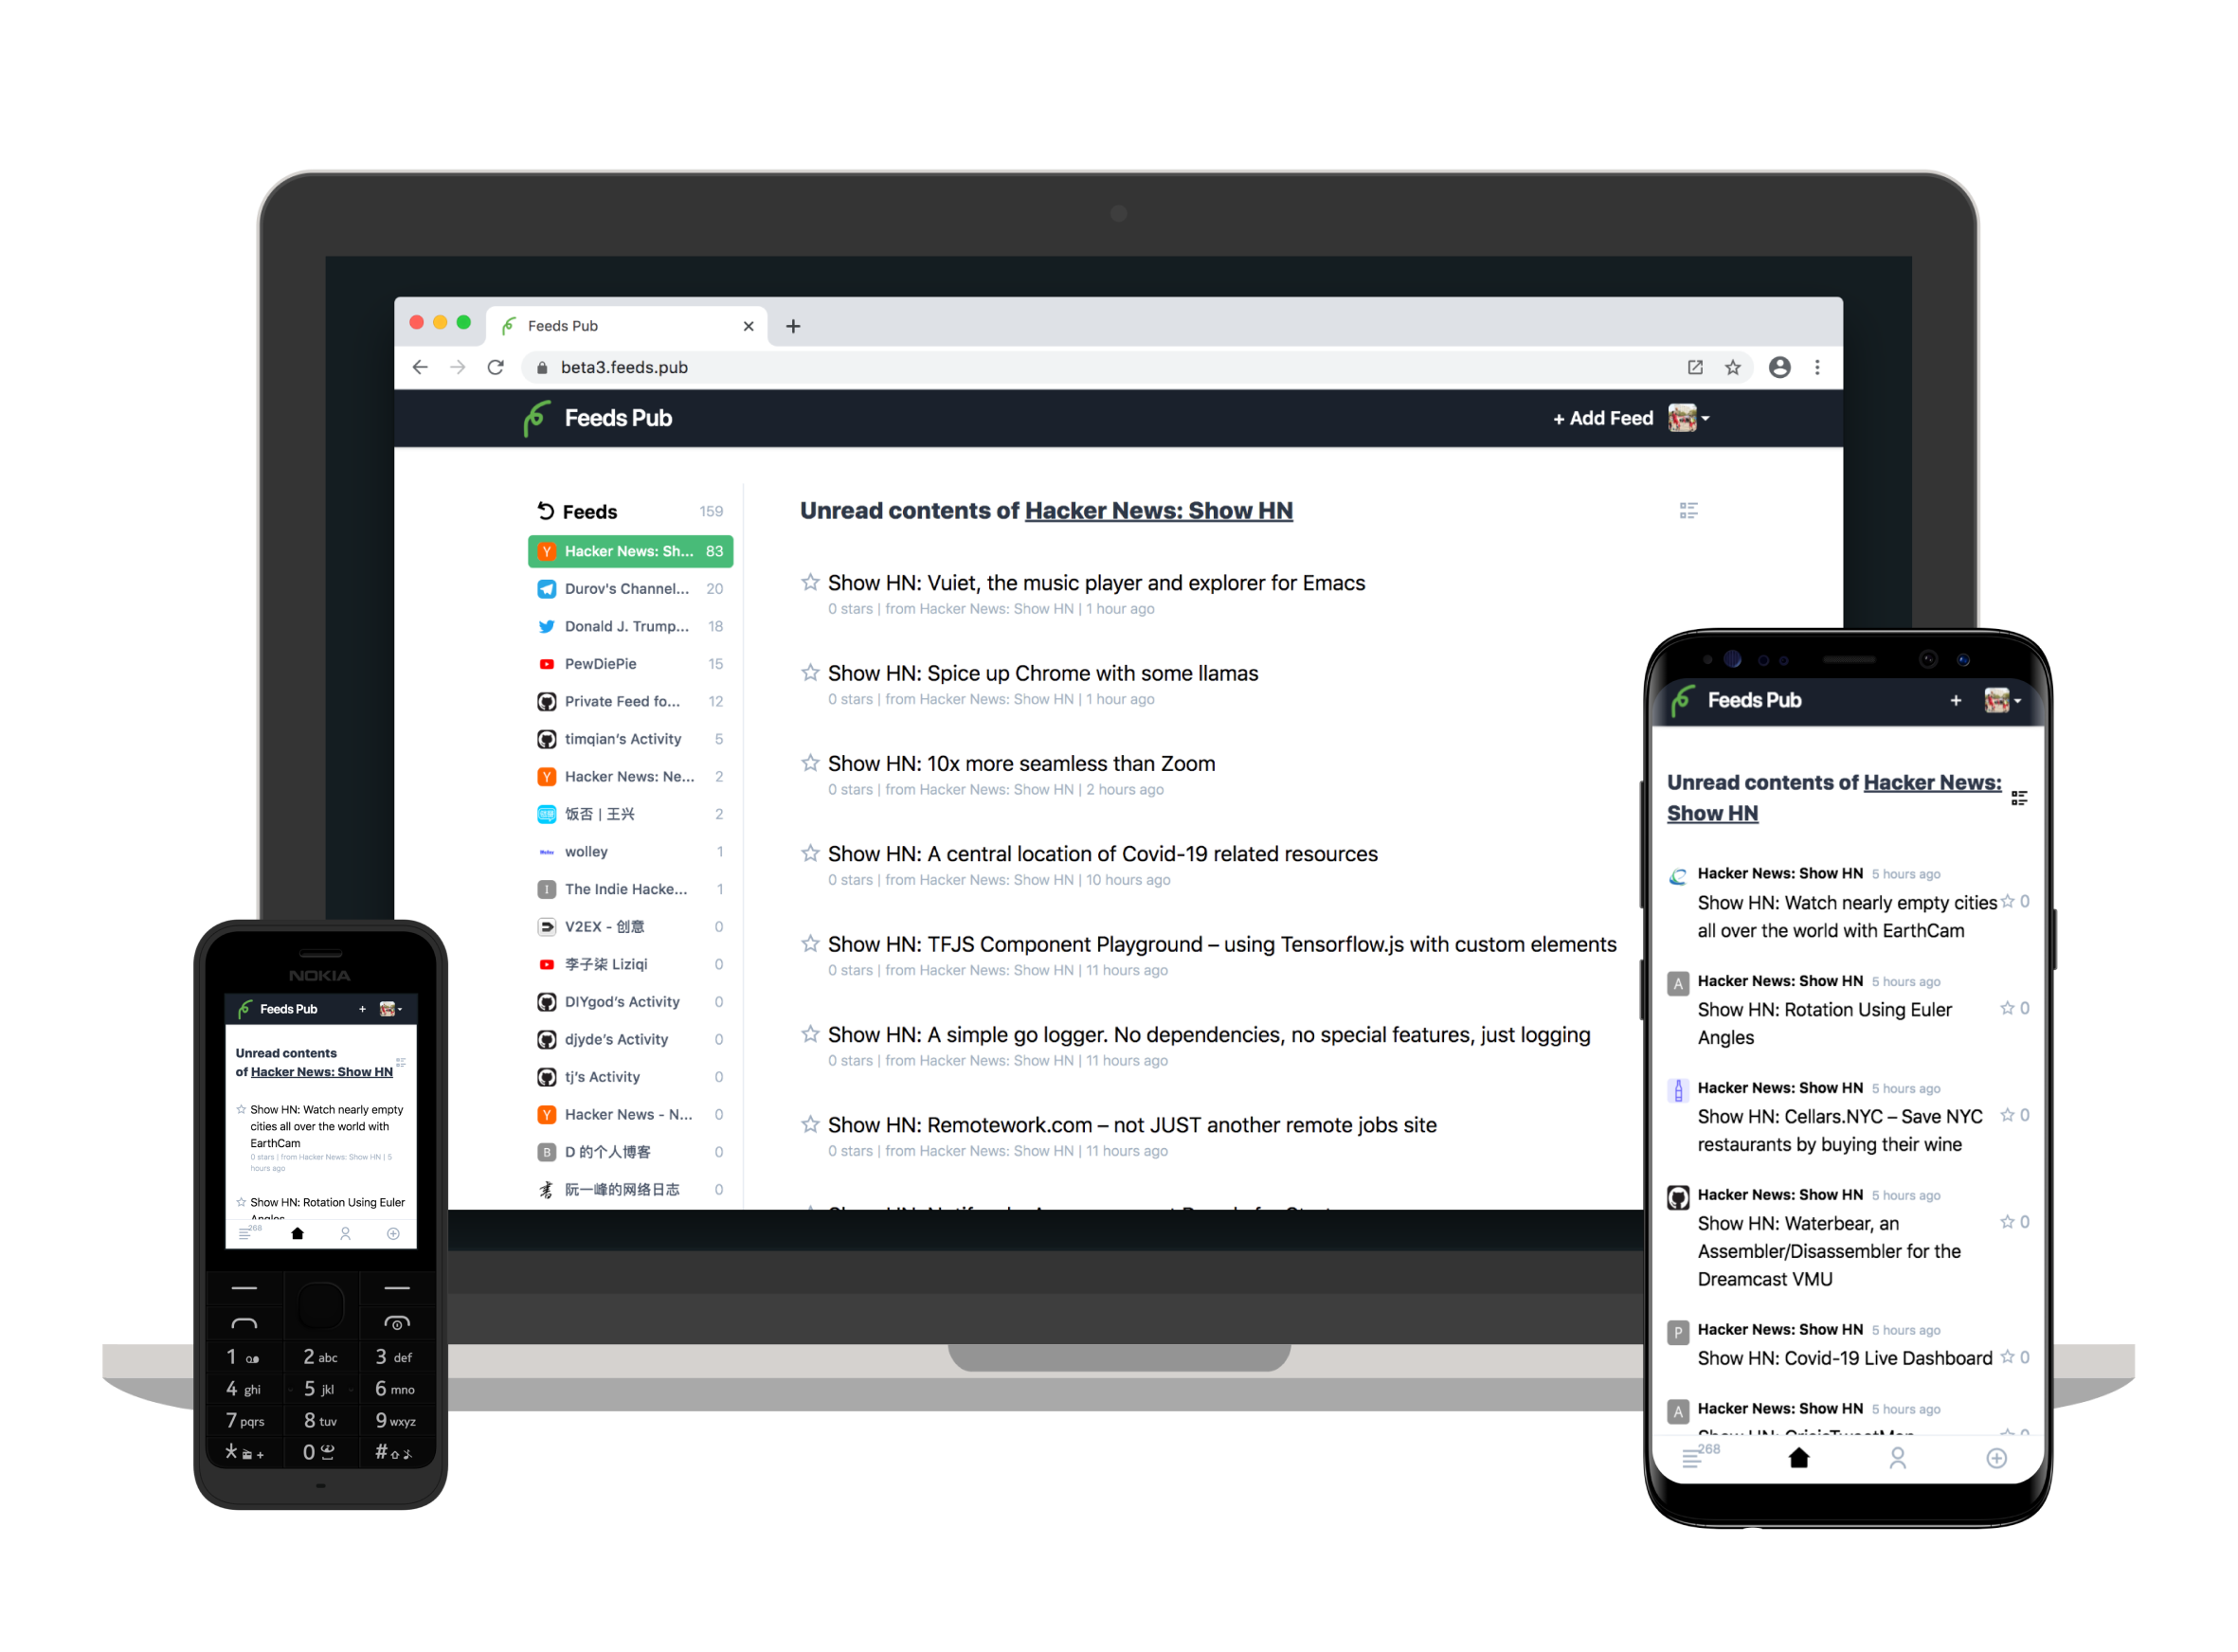 Feeds Pub
beta3.feeds.pub
Feeds Pub
+ Add Feed
Feeds 159
Hacker News: Sh... 83
Durov's Channel... 20
Donald J. Trump... 18
PewDiePie 15
Private Feed fo... 12
timqian's Activity 5
Hacker News: Ne... 2
饭否 | 王兴 2
wolley 1
I The Indie Hacke... 1
V2EX - 创意 0
李子柒 Liziqi 0
DIYgod's Activity 0
djyde's Activity 0
tj's Activity 0
Hacker News - N... 0
B D 的个人博客 0
阮一峰的网络日志 0
Unread contents of Hacker News: Show HN
Show HN: Vuiet, the music player and explorer for Emacs
0 stars | from Hacker News: Show HN | 1 hour ago
Show HN: Spice up Chrome with some llamas
0 stars | from Hacker News: Show HN | 1 hour ago
Show HN: 10x more seamless than Zoom
0 stars | from Hacker News: Show HN | 2 hours ago
Show HN: A central location of Covid-19 related resources
0 stars | from Hacker News: Show HN | 10 hours ago
Show HN: TFJS Component Playground – using Tensorflow.js with custom elements
0 stars | from Hacker News: Show HN | 11 hours ago
Show HN: A simple go logger. No dependencies, no special features, just logging
0 stars | from Hacker News: Show HN | 11 hours ago
Show HN: Remotework.com – not JUST another remote jobs site
0 stars | from Hacker News: Show HN | 11 hours ago
NOKIA
Feeds Pub +
Unread contents
of Hacker News: Show HN
Show HN: Watch nearly empty
cities all over the world with
EarthCam
0 stars | from Hacker News: Show HN | 5
hours ago
Show HN: Rotation Using Euler
Angles
268
1 2 abc 3 def
4 ghi 5 jkl 6 mno
7 pqrs 8 tuv 9 wxyz
* + 0 #
Feeds Pub +
Unread contents of Hacker News:
Show HN
Hacker News: Show HN 5 hours ago
Show HN: Watch nearly empty cities 0
all over the world with EarthCam
A Hacker News: Show HN 5 hours ago
Show HN: Rotation Using Euler 0
Angles
Hacker News: Show HN 5 hours ago
Show HN: Cellars.NYC – Save NYC 0
restaurants by buying their wine
Hacker News: Show HN 5 hours ago
Show HN: Waterbear, an 0
Assembler/Disassembler for the
Dreamcast VMU
P Hacker News: Show HN 5 hours ago
Show HN: Covid-19 Live Dashboard 0
A Hacker News: Show HN 5 hours ago
268